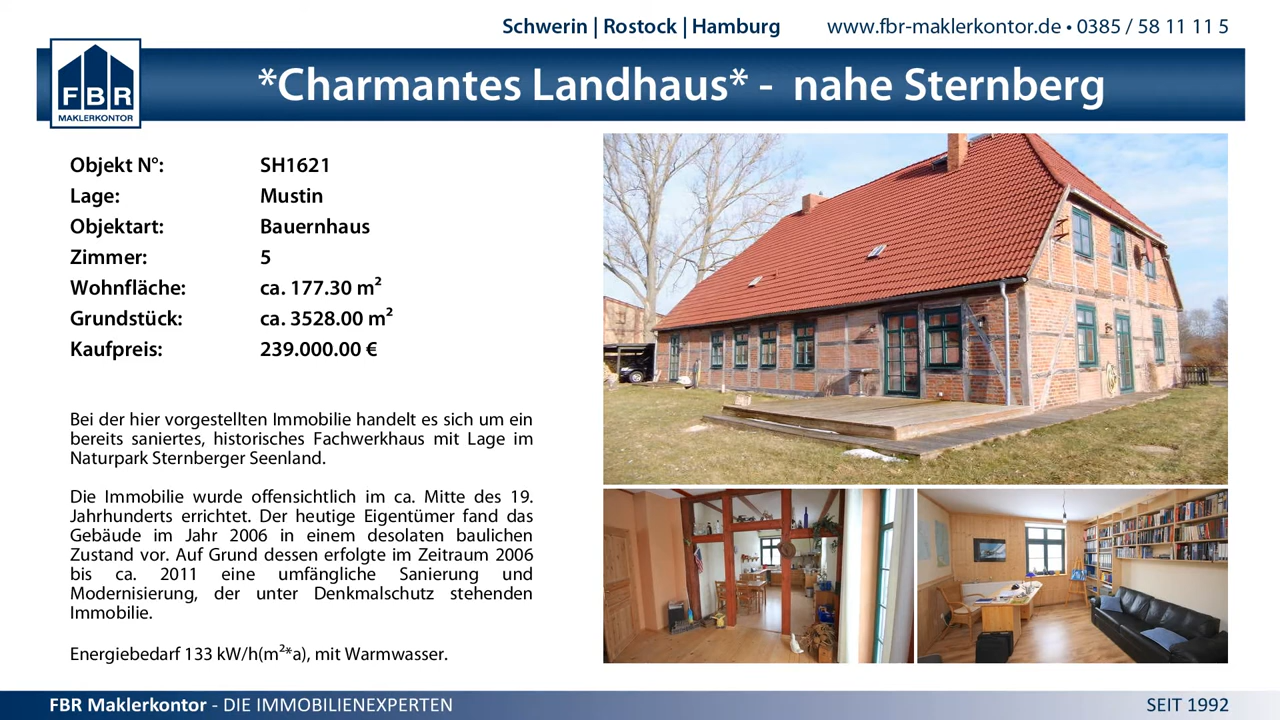 Schwerin | Rostock | Hamburg www.fbr-maklerkontor.de • 0385 / 58 11 11 5
FBR
MAKLERKONTOR
*Charmantes Landhaus* - nahe Sternberg
Objekt N°: SH1621
Lage: Mustin
Objektart: Bauernhaus
Zimmer: 5
Wohnfläche: ca. 177.30 m²
Grundstück: ca. 3528.00 m²
Kaufpreis: 239.000.00 €
Bei der hier vorgestellten Immobilie handelt es sich um ein
bereits saniertes, historisches Fachwerkhaus mit Lage im
Naturpark Sternberger Seenland.
Die Immobilie wurde offensichtlich im ca. Mitte des 19.
Jahrhunderts errichtet. Der heutige Eigentümer fand das
Gebäude im Jahr 2006 in einem desolaten baulichen
Zustand vor. Auf Grund dessen erfolgte im Zeitraum 2006
bis ca. 2011 eine umfängliche Sanierung und
Modernisierung, der unter Denkmalschutz stehenden
Immobilie.
Energiebedarf 133 kW/h(m²*a), mit Warmwasser.
FBR Maklerkontor - DIE IMMOBILIENEXPERTEN SEIT 1992